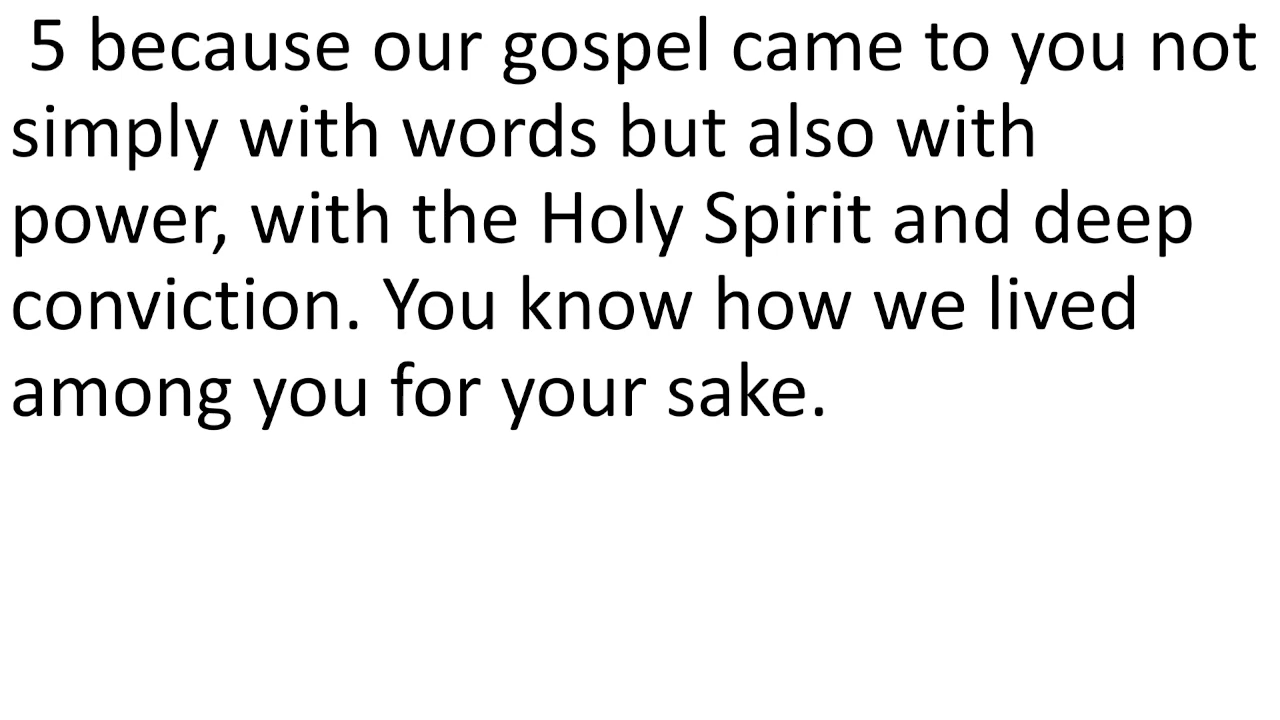 5 because our gospel came to you not
simply with words but also with
power, with the Holy Spirit and deep
conviction. You know how we lived
among you for your sake.